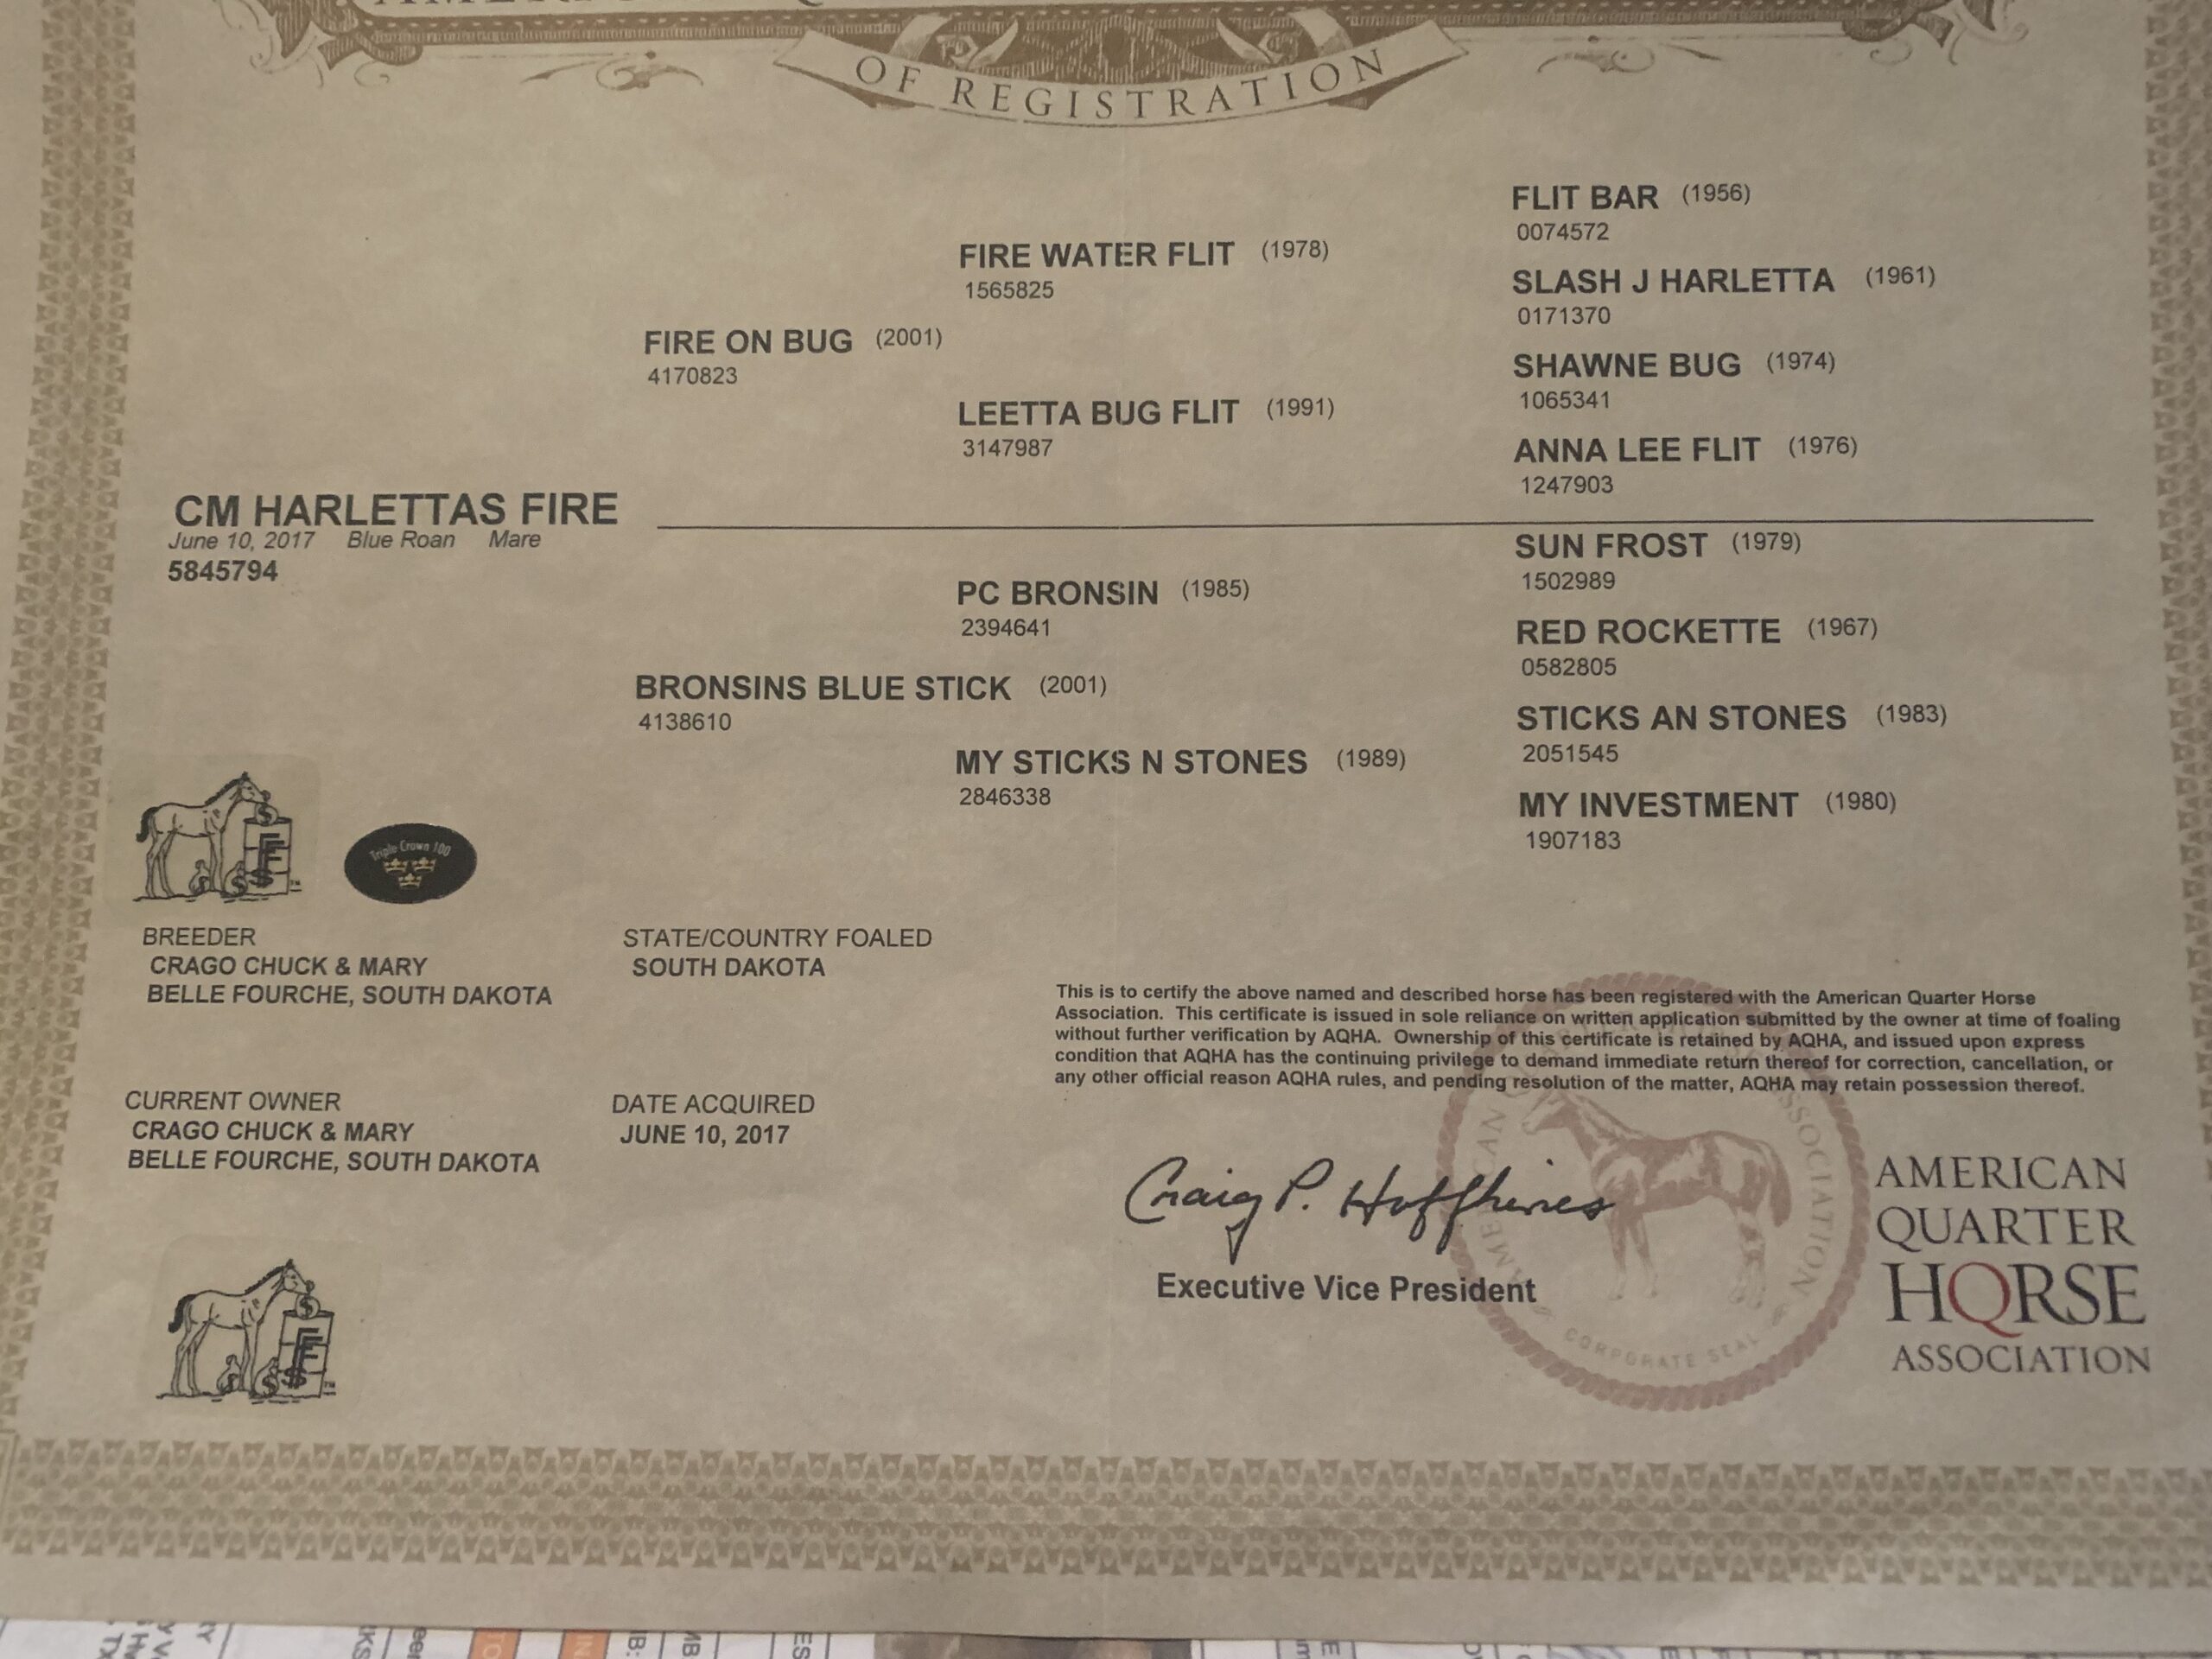 OF REGISTRATION
FLIT BAR (1956)
0074572
FIRE WATER FLIT (1978)
1565825
SLASH J HARLETTA (1961)
0171370
FIRE ON BUG (2001)
4170823
SHAWNE BUG (1974)
1065341
LEETTA BUG FLIT (1991)
3147987
ANNA LEE FLIT (1976)
1247903
CM HARLETTAS FIRE
June 10, 2017 Blue Roan Mare
5845794
SUN FROST (1979)
1502989
PC BRONSIN (1985)
2394641
RED ROCKETTE (1967)
0582805
BRONSINS BLUE STICK (2001)
4138610
STICKS AN STONES (1983)
2051545
MY STICKS N STONES (1989)
2846338
MY INVESTMENT (1980)
1907183
Triple Crown 100
BREEDER
CRAGO CHUCK & MARY
BELLE FOURCHE, SOUTH DAKOTA
STATE/COUNTRY FOALED
SOUTH DAKOTA
This is to certify the above named and described horse has been registered with the American Quarter Horse
Association. This certificate is issued in sole reliance on written application submitted by the owner at time of foaling
without further verification by AQHA. Ownership of this certificate is retained by AQHA, and issued upon express
condition that AQHA has the continuing privilege to demand immediate return thereof for correction, cancellation, or
any other official reason AQHA rules, and pending resolution of the matter, AQHA may retain possession thereof.
CURRENT OWNER
CRAGO CHUCK & MARY
BELLE FOURCHE, SOUTH DAKOTA
DATE ACQUIRED
JUNE 10, 2017
Craig P. Huffhines
Executive Vice President
CORPORATE SEAL
AMERICAN
QUARTER
HORSE
ASSOCIATION